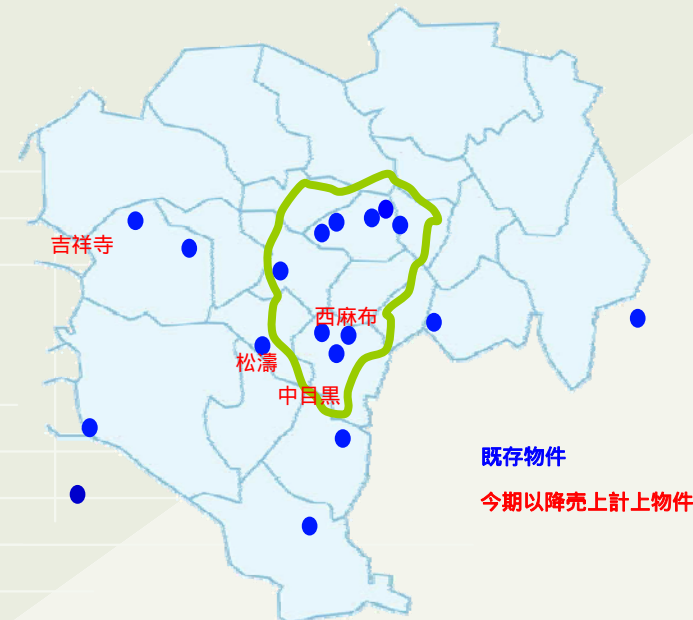 吉祥寺
西麻布
松濤
中目黒
既存物件
今期以降売上計上物件